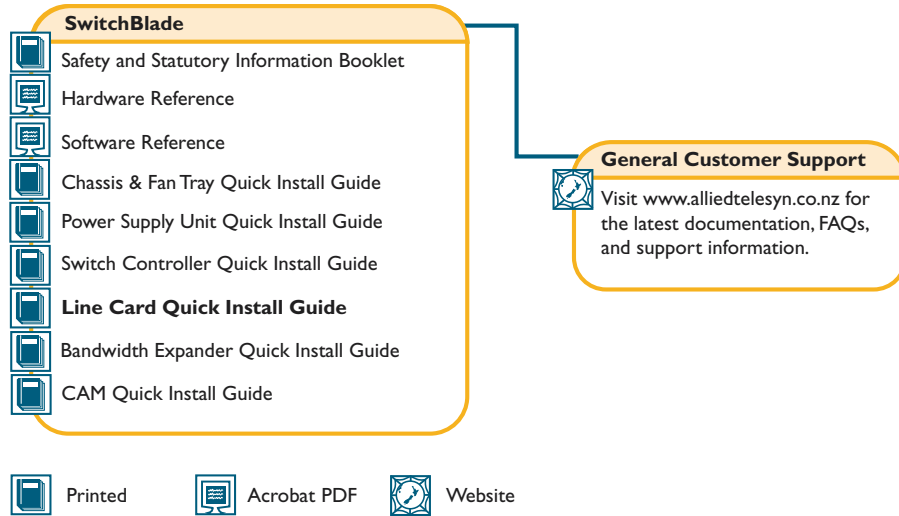 SwitchBlade
Safety and Statutory Information Booklet
Hardware Reference
Software Reference
Chassis & Fan Tray Quick Install Guide
Power Supply Unit Quick Install Guide
Switch Controller Quick Install Guide
Line Card Quick Install Guide
Bandwidth Expander Quick Install Guide
CAM Quick Install Guide
General Customer Support
Visit www.alliedtelesyn.co.nz for
the latest documentation, FAQs,
and support information.
Printed
Acrobat PDF
Website